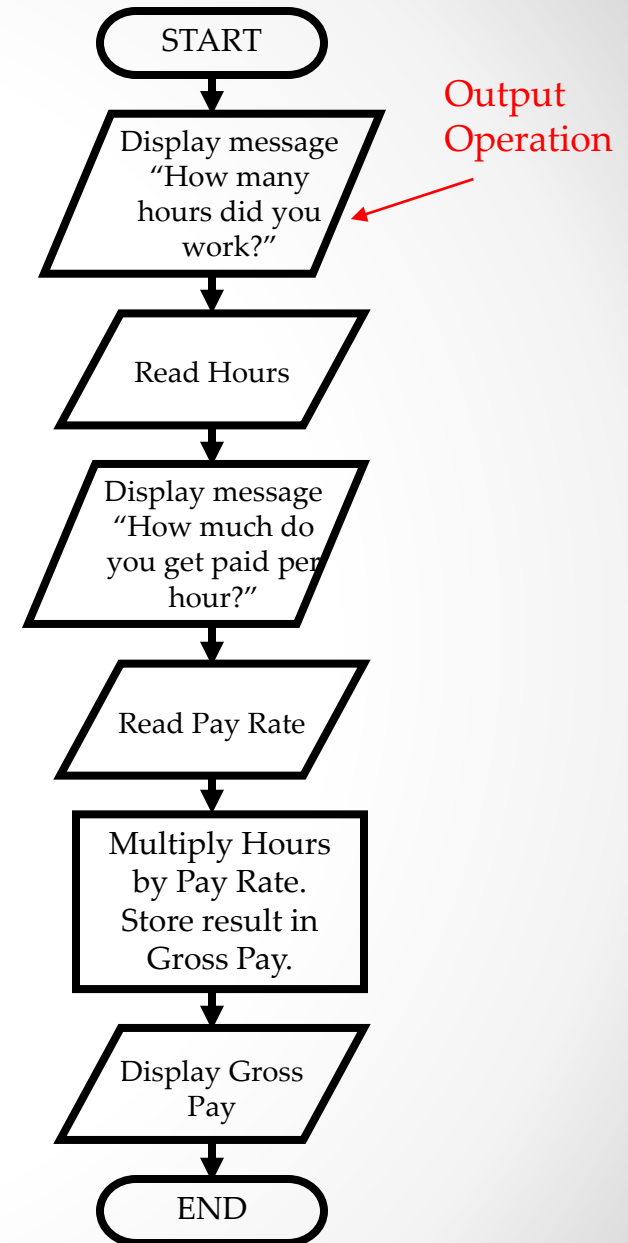 START
Output
Operation
Display message
“How many
hours did you
work?”
Read Hours
Display message
“How much do
you get paid per
hour?”
Read Pay Rate
Multiply Hours
by Pay Rate.
Store result in
Gross Pay.
Display Gross
Pay
END